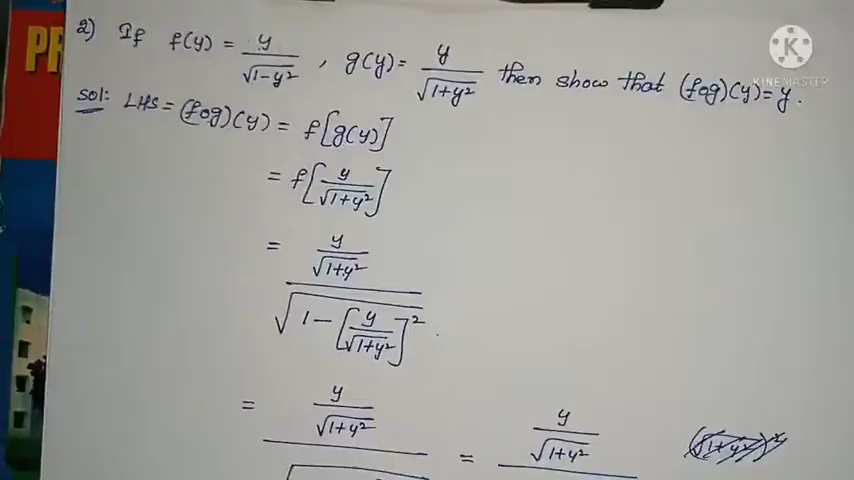 PR
2) If f(y) = y/√(1-y²) , g(y) = y/√(1+y²) then show that (fog)(y) = y.
K
KINEMASTER
Sol: LHS = (fog)(y) = f[g(y)]
= f[y/√(1+y²)]
= (y/√(1+y²))/√(1-[y/√(1+y²)]²)
= y/√(1+y²) = y/√(1+y²)